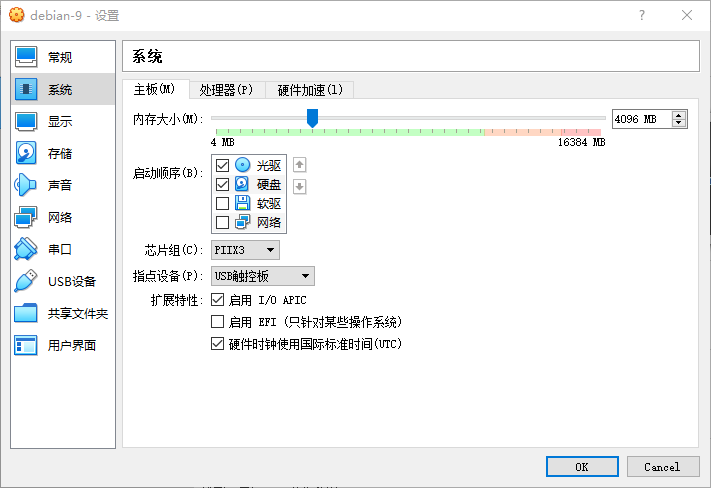 debian-9 - 设置
?
常规
系统
显示
存储
声音
网络
串口
USB设备
共享文件夹
用户界面
系统
主板(M) 处理器(P) 硬件加速(l)
内存大小(M): 4096 MB
4 MB 16384 MB
启动顺序(B): 光驱
硬盘
软驱
网络
芯片组(C): PIIX3
指点设备(P): USB触控板
扩展特性: 启用 I/O APIC
启用 EFI (只针对某些操作系统)
硬件时钟使用国际标准时间(UTC)
OK Cancel